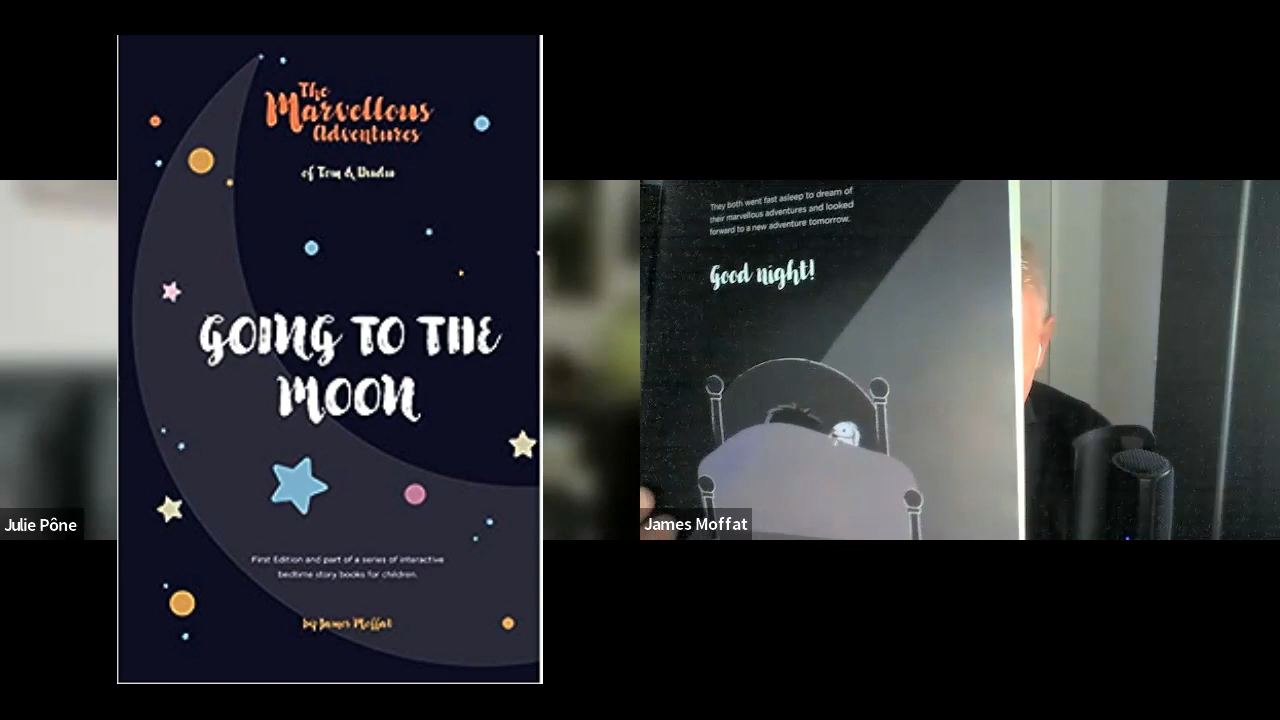 The
Marvellous
Adventures
of Tom & Dudu
GOING TO THE
MOON
First Edition and part of a series of interactive
bedtime story books for children.
by James Moffat
Julie Pône
They both went fast asleep to dream of
their marvellous adventures and looked
forward to a new adventure tomorrow.
Good night!
James Moffat